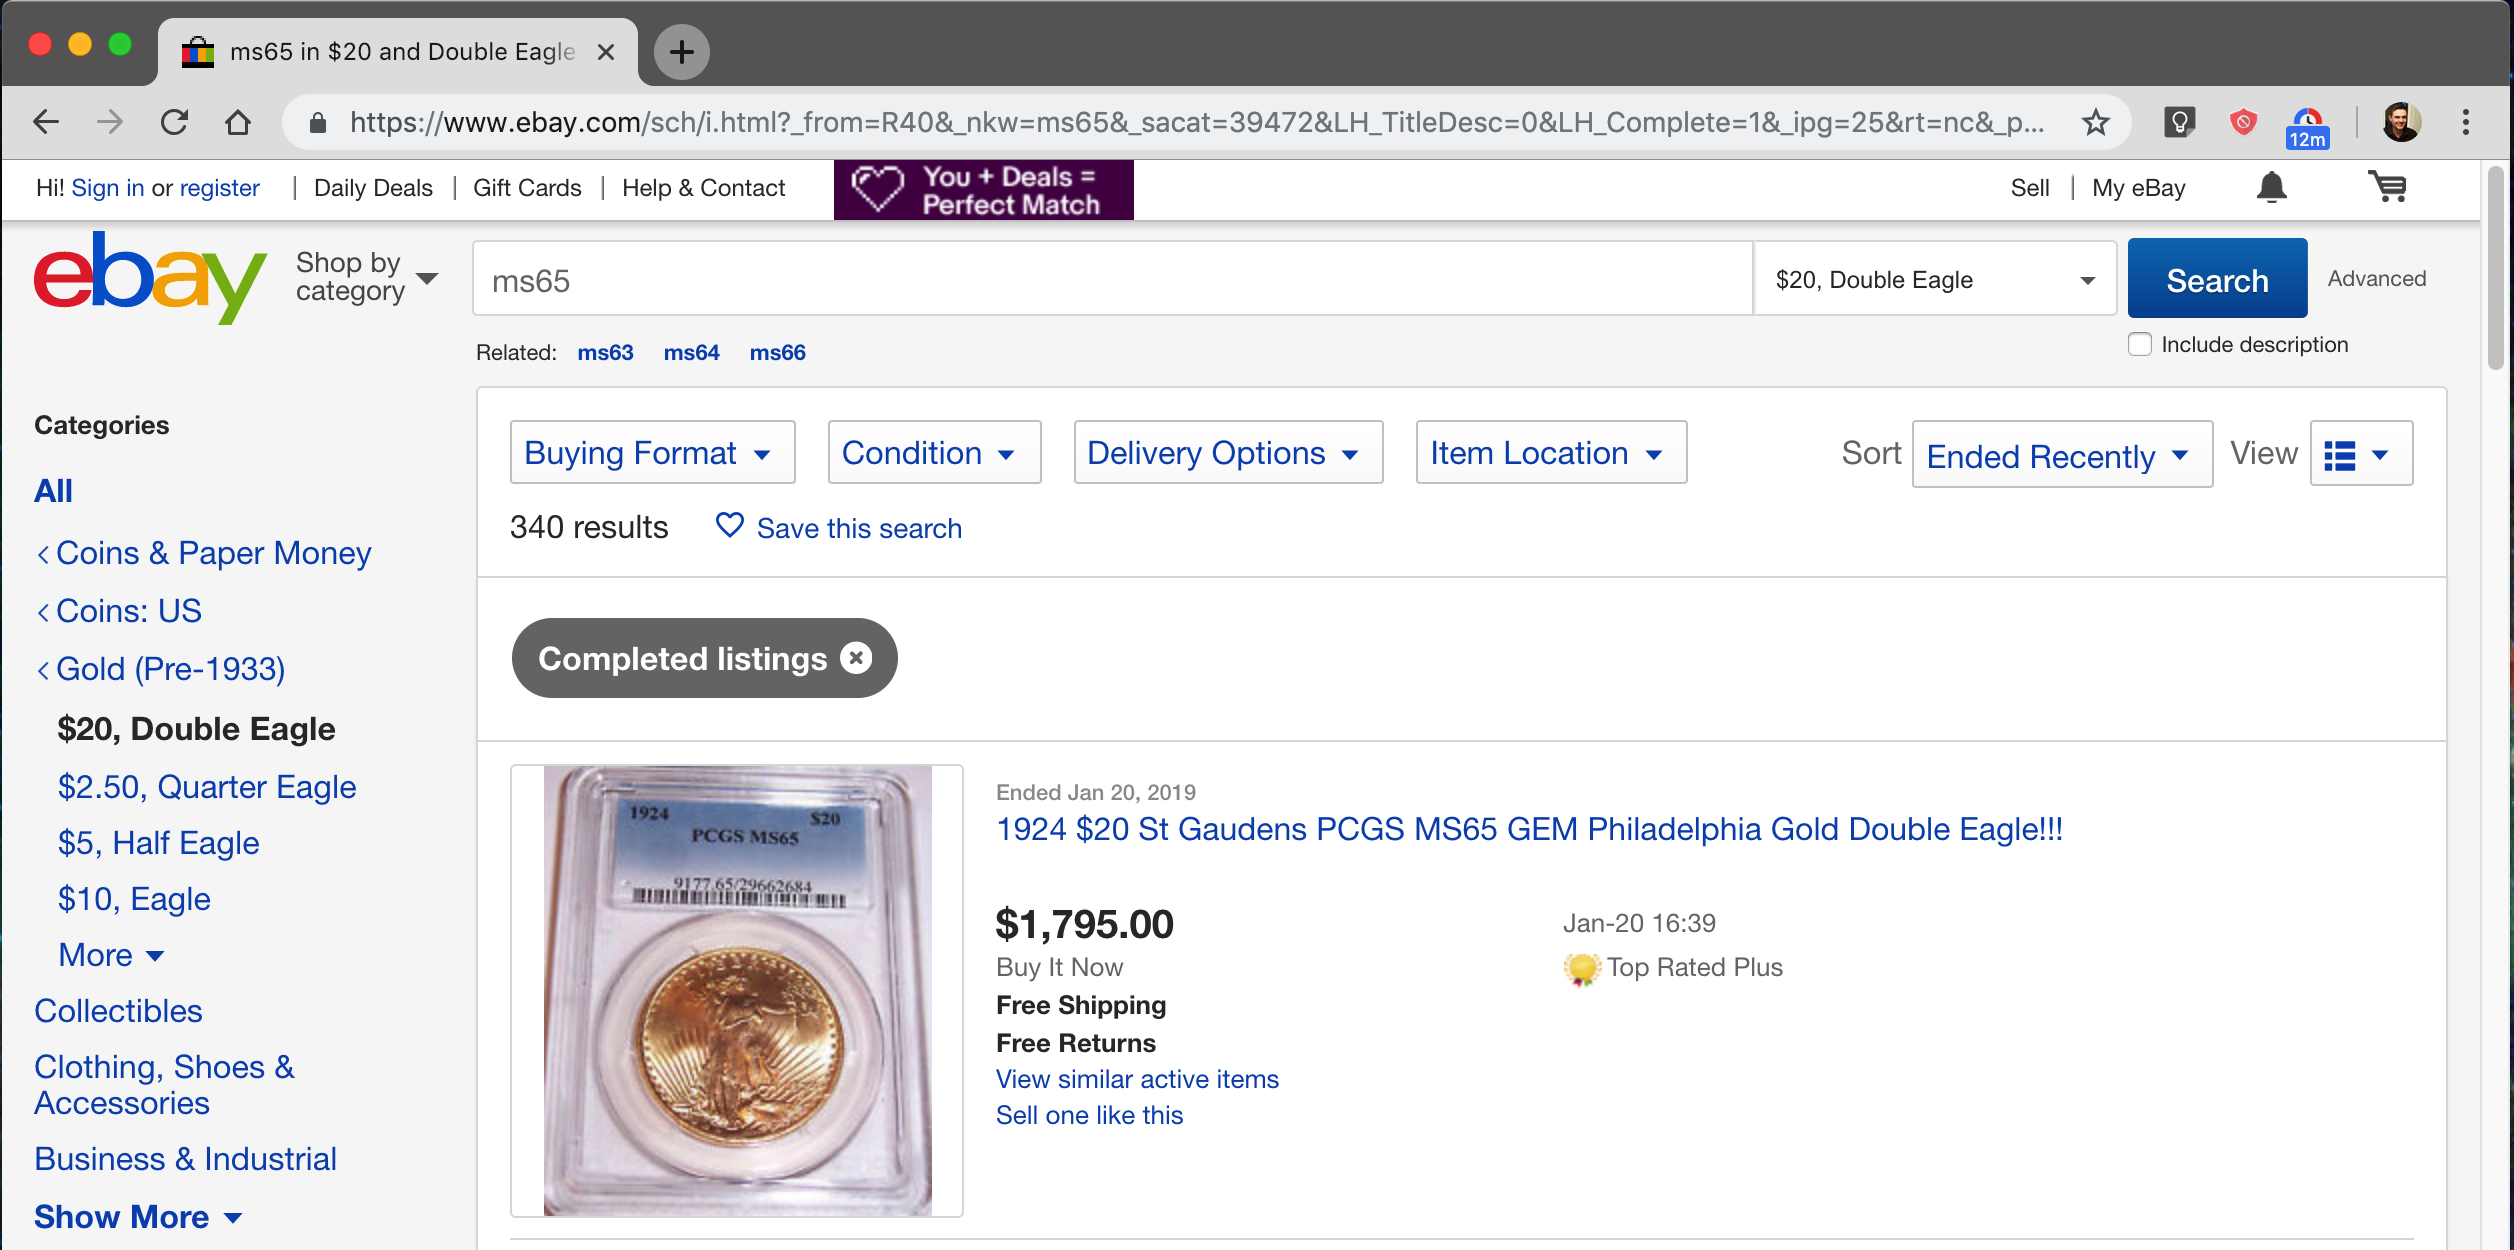 ms65 in $20 and Double Eagle
https://www.ebay.com/sch/i.html?_from=R40&_nkw=ms65&_sacat=39472&LH_TitleDesc=0&LH_Complete=1&_ipg=25&rt=nc&_p...
12m
Hi! Sign in or register | Daily Deals | Gift Cards | Help & Contact
You + Deals =
Perfect Match
Sell | My eBay
ebay
Shop by
category
ms65
$20, Double Eagle
Search
Advanced
Related: ms63 ms64 ms66
Include description
Categories
All
Coins & Paper Money
Coins: US
Gold (Pre-1933)
$20, Double Eagle
$2.50, Quarter Eagle
$5, Half Eagle
$10, Eagle
More
Collectibles
Clothing, Shoes &
Accessories
Business & Industrial
Show More
Buying Format
Condition
Delivery Options
Item Location
Sort Ended Recently
View
340 results
Save this search
Completed listings
1924 $20
PCGS MS65
9177.65/29662684
Ended Jan 20, 2019
1924 $20 St Gaudens PCGS MS65 GEM Philadelphia Gold Double Eagle!!!
$1,795.00
Buy It Now
Free Shipping
Free Returns
View similar active items
Sell one like this
Jan-20 16:39
Top Rated Plus